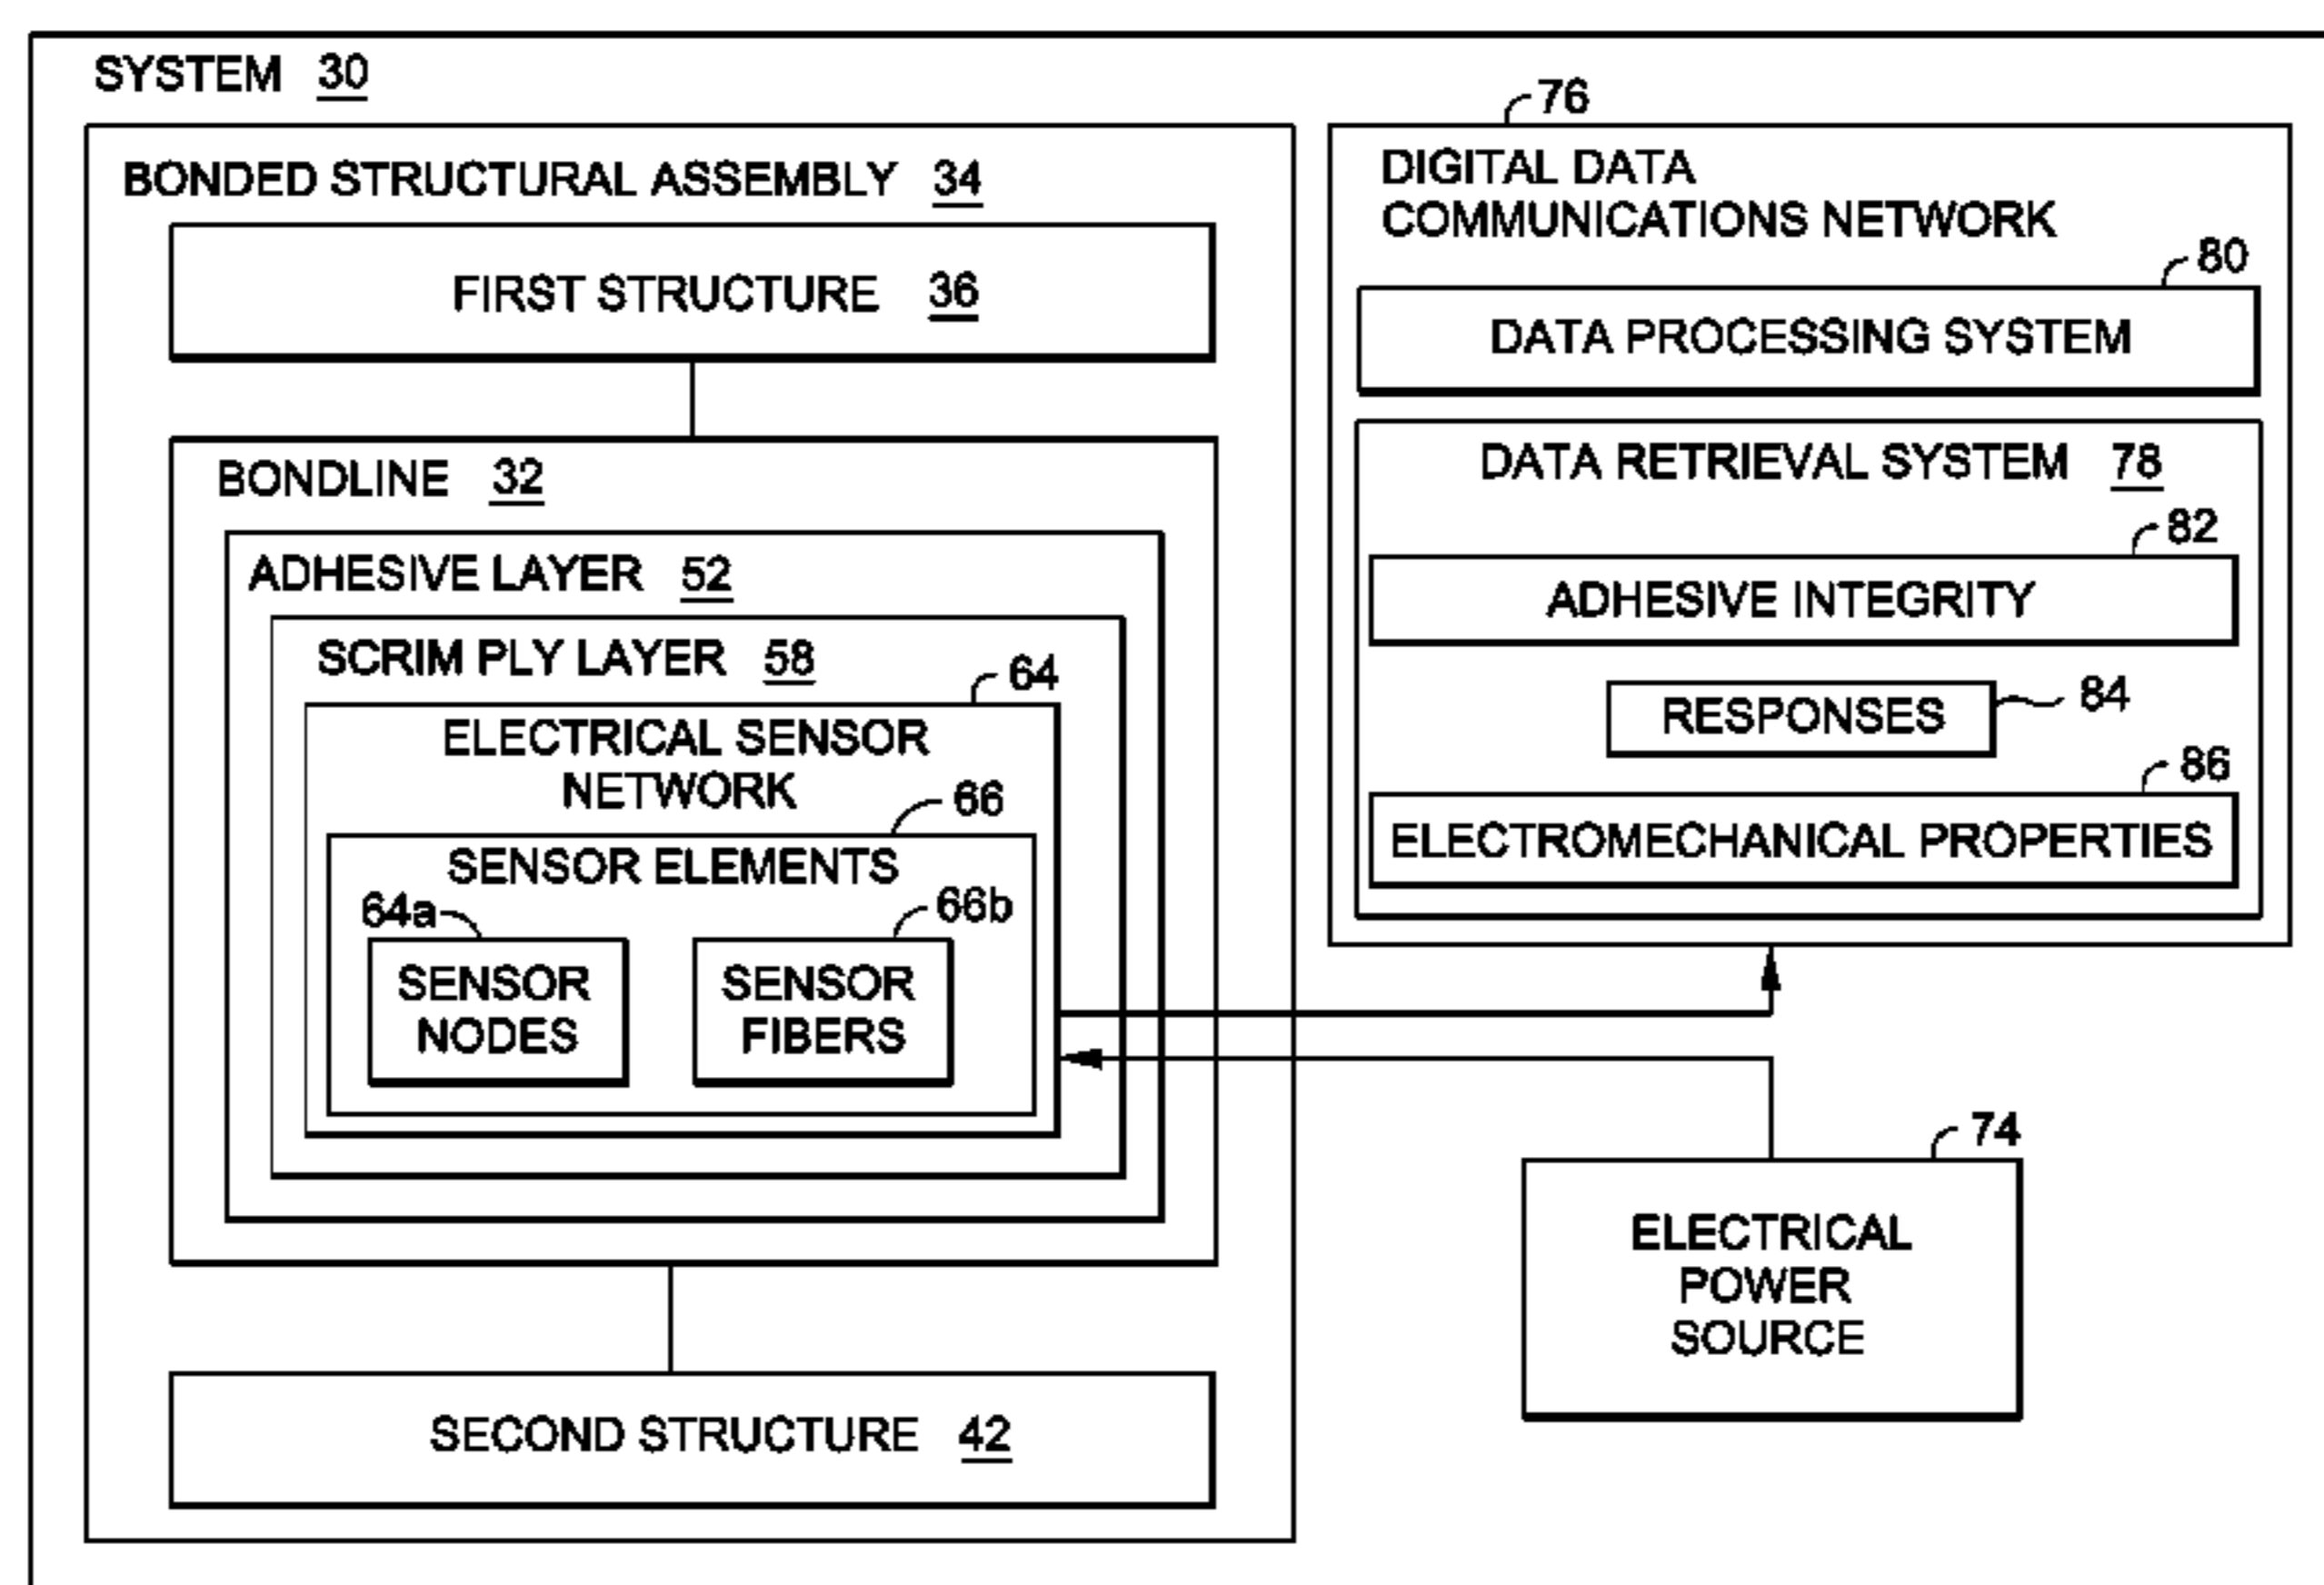 SYSTEM 30
BONDED STRUCTURAL ASSEMBLY 34
FIRST STRUCTURE 36
BONDLINE 32
ADHESIVE LAYER 52
SCRIM PLY LAYER 58
64
ELECTRICAL SENSOR
NETWORK
66
SENSOR ELEMENTS
64a
66b
SENSOR
NODES
SENSOR
FIBERS
SECOND STRUCTURE 42
76
DIGITAL DATA
COMMUNICATIONS NETWORK
80
DATA PROCESSING SYSTEM
DATA RETRIEVAL SYSTEM 78
82
ADHESIVE INTEGRITY
RESPONSES
84
86
ELECTROMECHANICAL PROPERTIES
74
ELECTRICAL
POWER
SOURCE